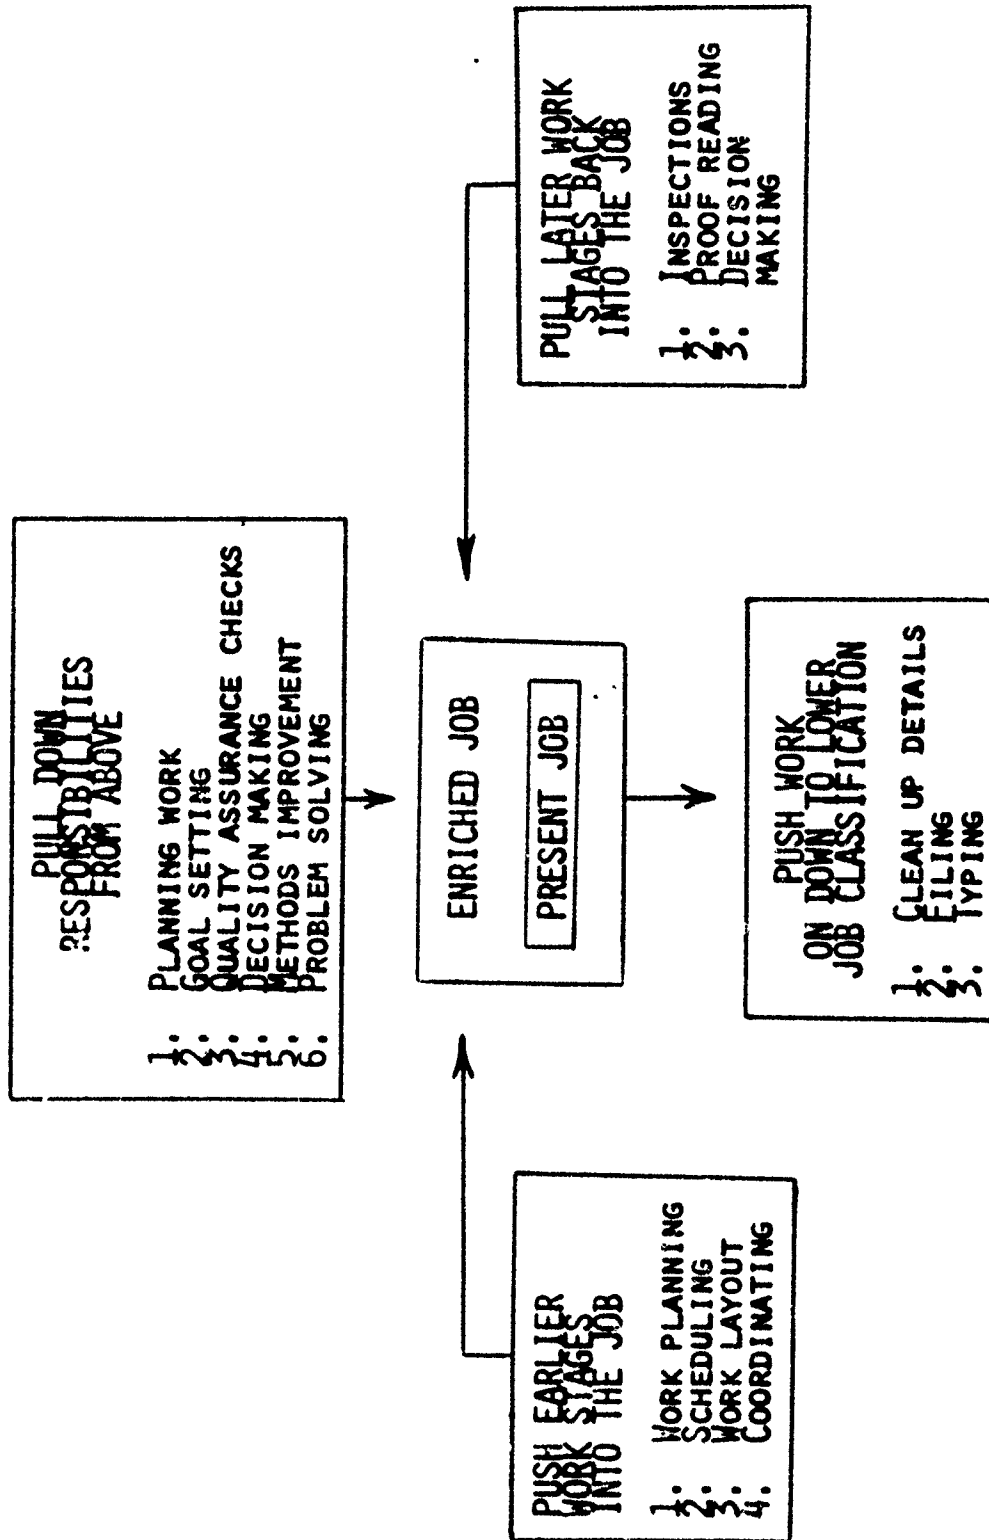 PULL DOWN
RESPONSIBILITIES
FROM ABOVE
1. PLANNING WORK
2. GOAL SETTING
3. QUALITY ASSURANCE CHECKS
4. DECISION MAKING
5. METHODS IMPROVEMENT
6. PROBLEM SOLVING
PUSH EARLIER
WORK STAGES
INTO THE JOB
1. WORK PLANNING
2. SCHEDULING
3. WORK LAYOUT
4. COORDINATING
ENRICHED JOB
PRESENT JOB
PULL LATER WORK
STAGES BACK
INTO THE JOB
1. INSPECTIONS
2. PROOF READING
3. DECISION
MAKING
PUSH WORK
ON DOWN TO LOWER
JOB CLASSIFICATION
1. CLEAN UP DETAILS
2. FILING
3. TYPING